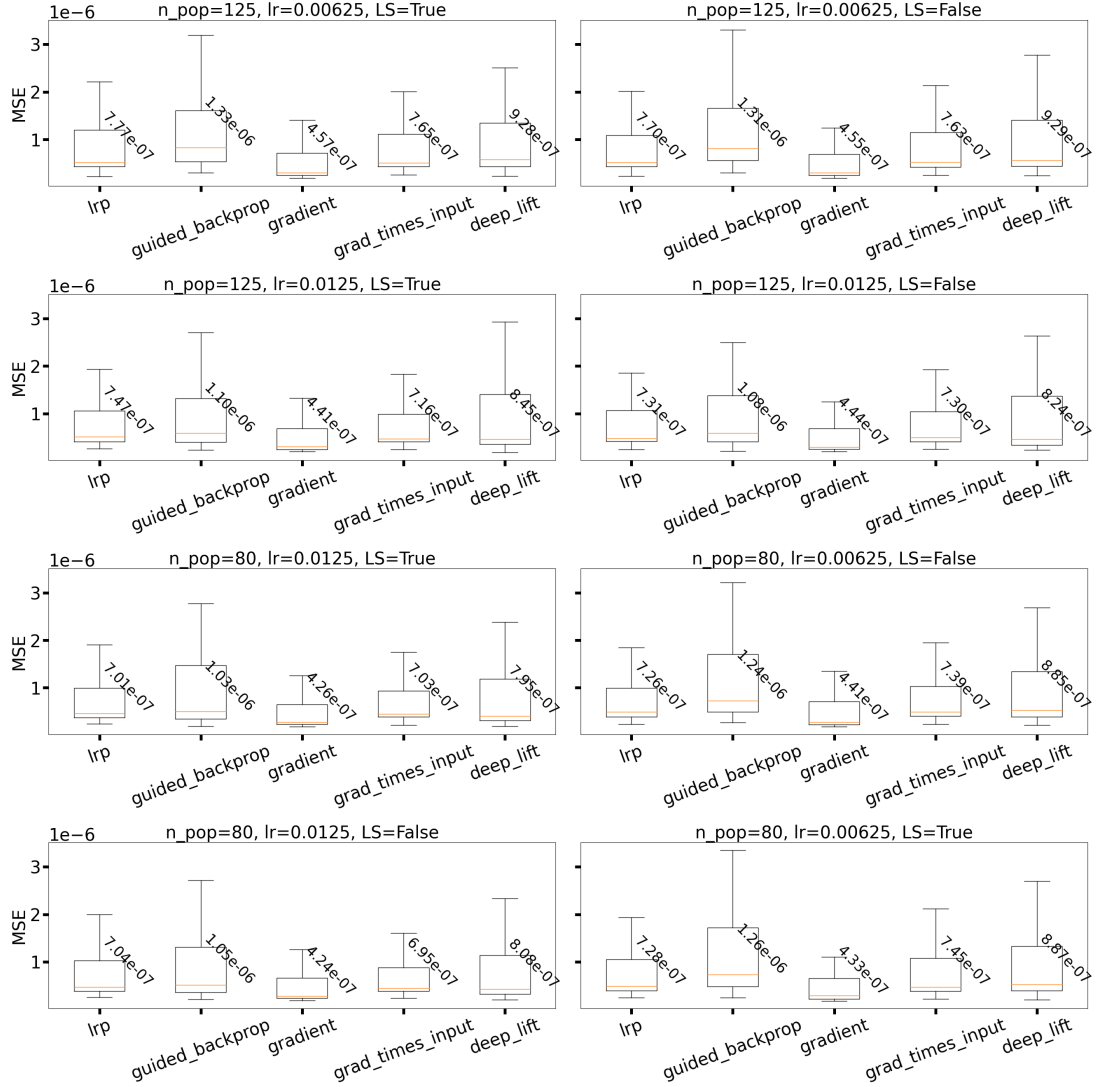 n_pop=125, lr=0.00625, LS=True
n_pop=125, lr=0.00625, LS=False
1e−6
3
2
1
MSE
7.77e-07
1.33e-06
4.57e-07
7.65e-07
9.28e-07
7.70e-07
1.31e-06
4.55e-07
7.63e-07
9.29e-07
lrp
guided_backprop
gradient
grad_times_input
deep_lift
lrp
guided_backprop
gradient
grad_times_input
deep_lift
n_pop=125, lr=0.0125, LS=True
n_pop=125, lr=0.0125, LS=False
1e−6
3
2
1
MSE
7.47e-07
1.10e-06
4.41e-07
7.16e-07
8.45e-07
7.31e-07
1.08e-06
4.44e-07
7.30e-07
8.24e-07
lrp
guided_backprop
gradient
grad_times_input
deep_lift
lrp
guided_backprop
gradient
grad_times_input
deep_lift
n_pop=80, lr=0.0125, LS=True
n_pop=80, lr=0.00625, LS=False
1e−6
3
2
1
MSE
7.01e-07
1.03e-06
4.26e-07
7.03e-07
7.95e-07
7.26e-07
1.24e-06
4.41e-07
7.39e-07
8.85e-07
lrp
guided_backprop
gradient
grad_times_input
deep_lift
lrp
guided_backprop
gradient
grad_times_input
deep_lift
n_pop=80, lr=0.0125, LS=False
n_pop=80, lr=0.00625, LS=True
1e−6
3
2
1
MSE
7.04e-07
1.05e-06
4.24e-07
6.95e-07
8.08e-07
7.28e-07
1.26e-06
4.33e-07
7.45e-07
8.87e-07
lrp
guided_backprop
gradient
grad_times_input
deep_lift
lrp
guided_backprop
gradient
grad_times_input
deep_lift